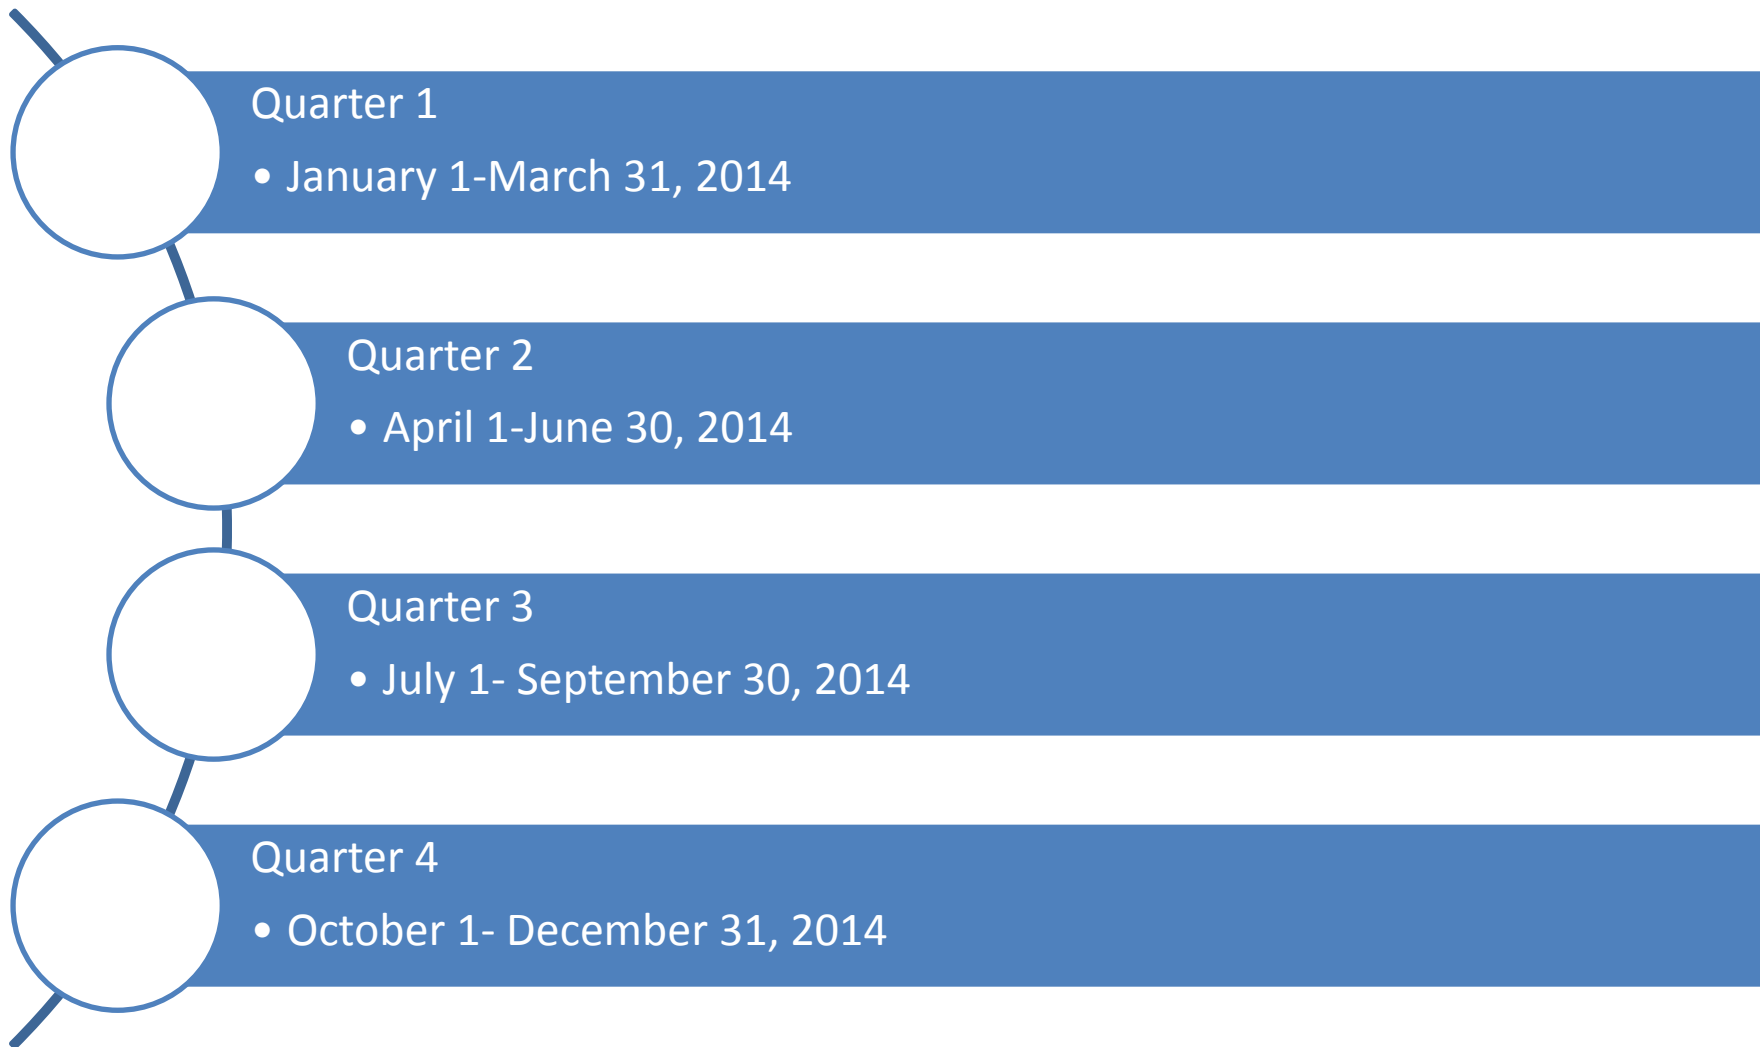 Quarter 1
• January 1-March 31, 2014
Quarter 2
• April 1-June 30, 2014
Quarter 3
• July 1- September 30, 2014
Quarter 4
• October 1- December 31, 2014